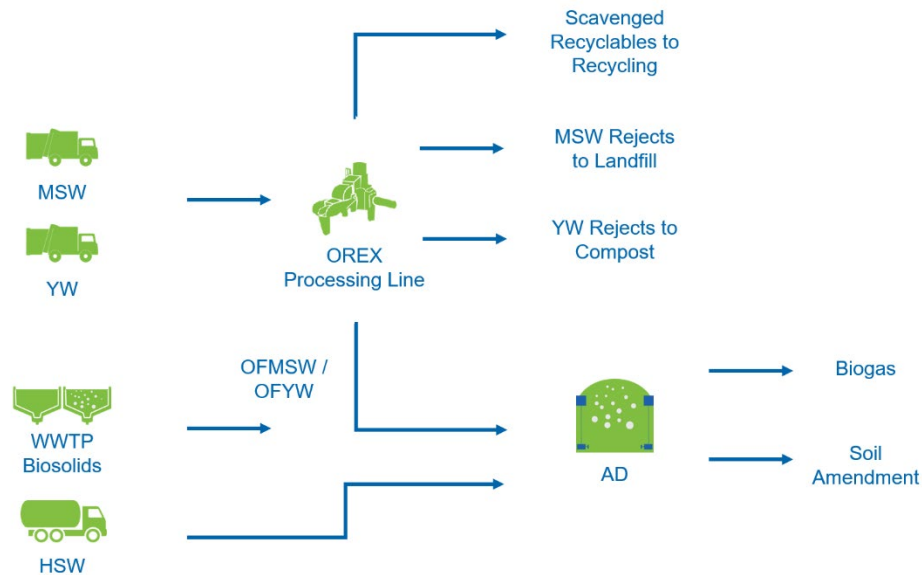 Scavenged
Recyclables to
Recycling
MSW
MSW Rejects
to Landfill
YW
OREX
Processing Line
YW Rejects to
Compost
OFMSW /
OFYW
WWTP
Biosolids
HSW
AD
Biogas
Soil
Amendment